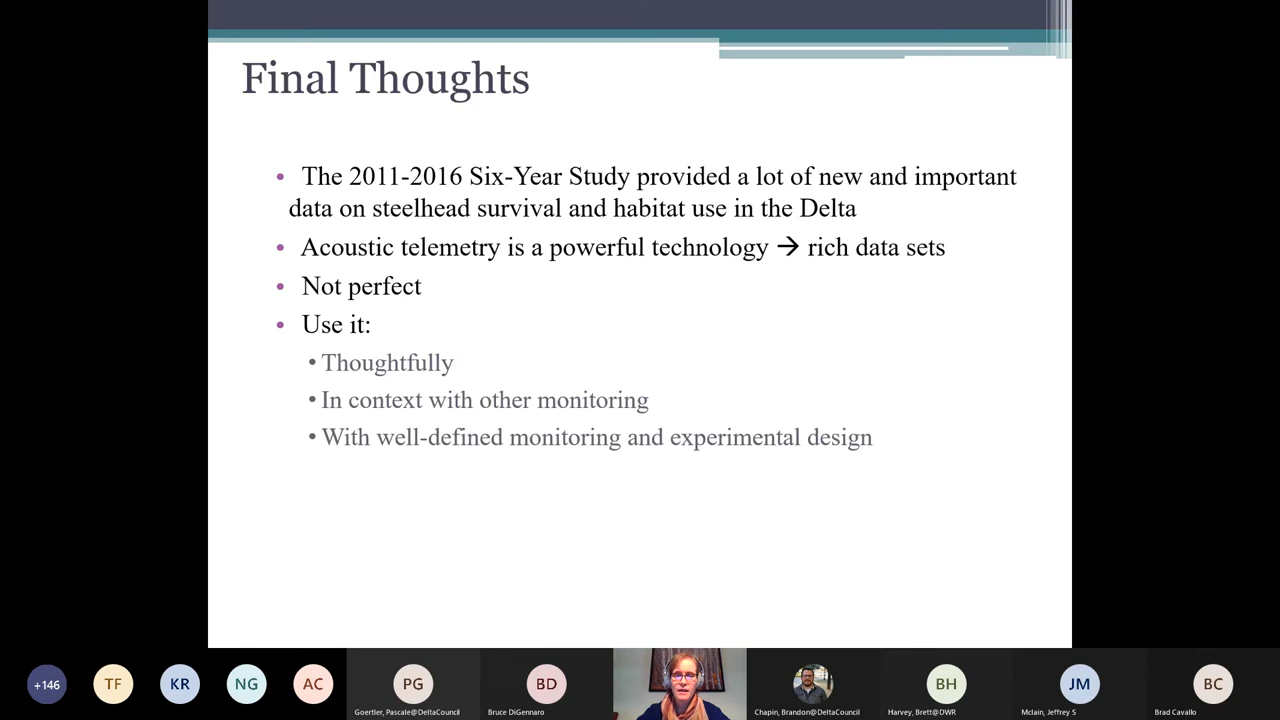 Final Thoughts
• The 2011-2016 Six-Year Study provided a lot of new and important
data on steelhead survival and habitat use in the Delta
• Acoustic telemetry is a powerful technology → rich data sets
• Not perfect
• Use it:
• Thoughtfully
• In context with other monitoring
• With well-defined monitoring and experimental design
+146 TF KR NG AC PG BD BH JM BC
Goertler, Pascale@DeltaCouncil Bruce DiGennaro Chapin, Brandon@DeltaCouncil Harvey, Brett@DWR Mclain, Jeffrey S Brad Cavallo